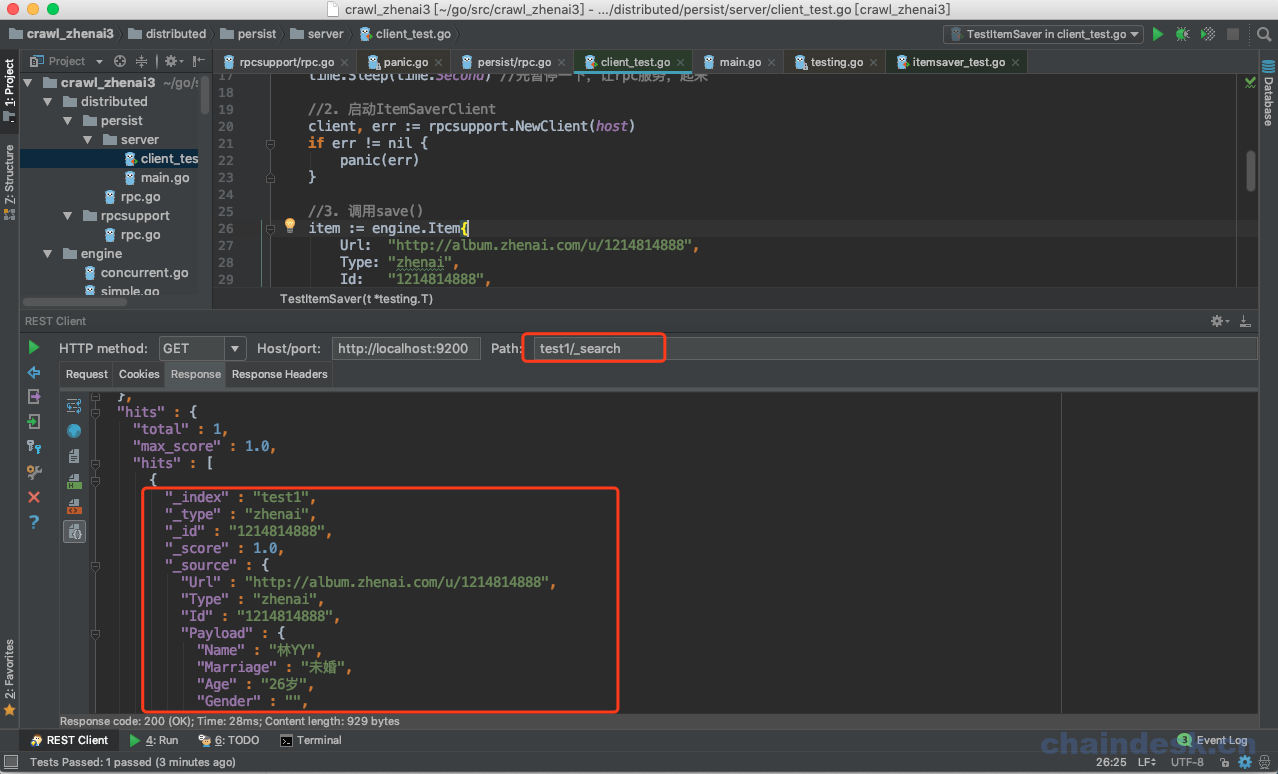 crawl_zhenai3 [~/go/src/crawl_zhenai3] - .../distributed/persist/server/client_test.go [crawl_zhenai3]
crawl_zhenai3 distributed persist server client_test.go TestItemSaver in client_test.go
1: Project
Z: Structure
2: Favorites
Database
Project
rpcsupport/rpc.go panic.go persist/rpc.go client_test.go main.go testing.go itemsaver_test.go
crawl_zhenai3 ~/go/s
distributed
persist
server
client_tes
main.go
rpc.go
rpcsupport
rpc.go
engine
concurrent.go
simple.go
17 time.Sleep(time.Second) //先暂停一下，让rpc服务，起来
18
19 //2. 启动ItemSaverClient
20 client, err := rpcsupport.NewClient(host)
21 if err != nil {
22 panic(err)
23 }
24
25 //3. 调用save()
26 item := engine.Item{
27 Url: "http://album.zhenai.com/u/1214814888",
28 Type: "zhenai",
29 Id: "1214814888",
TestItemSaver(t *testing.T)
REST Client
HTTP method: GET Host/port: http://localhost:9200 Path: test1/_search
Request Cookies Response Response Headers
},
"hits" : {
"total" : 1,
"max_score" : 1.0,
"hits" : [
{
"_index" : "test1",
"_type" : "zhenai",
"_id" : "1214814888",
"_score" : 1.0,
"_source" : {
"Url" : "http://album.zhenai.com/u/1214814888",
"Type" : "zhenai",
"Id" : "1214814888",
"Payload" : {
"Name" : "林YY",
"Marriage" : "未婚",
"Age" : "26岁",
"Gender" : "",
Response code: 200 (OK); Time: 28ms; Content length: 929 bytes
REST Client 4: Run 6: TODO Terminal 3 Event Log
chaindesk.cn
Tests Passed: 1 passed (3 minutes ago) 26:25 LF÷ UTF-8